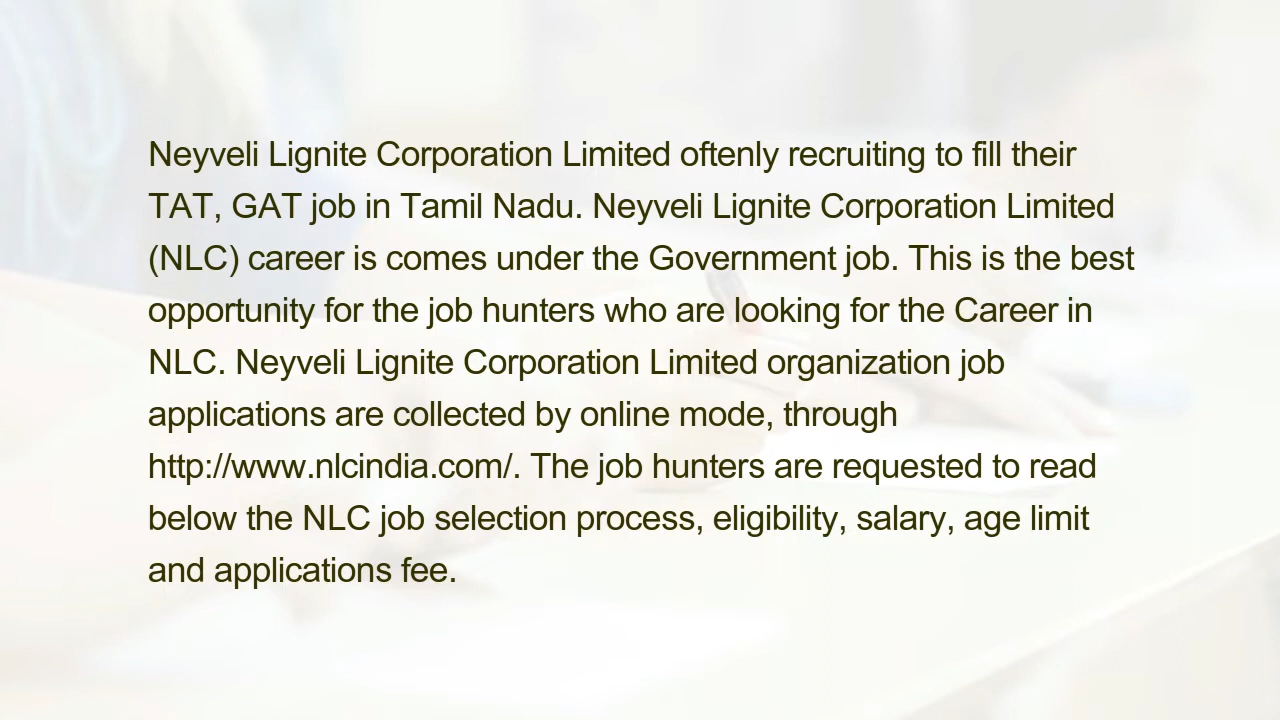 Neyveli Lignite Corporation Limited oftenly recruiting to fill their
TAT, GAT job in Tamil Nadu. Neyveli Lignite Corporation Limited
(NLC) career is comes under the Government job. This is the best
opportunity for the job hunters who are looking for the Career in
NLC. Neyveli Lignite Corporation Limited organization job
applications are collected by online mode, through
http://www.nlcindia.com/. The job hunters are requested to read
below the NLC job selection process, eligibility, salary, age limit
and applications fee.